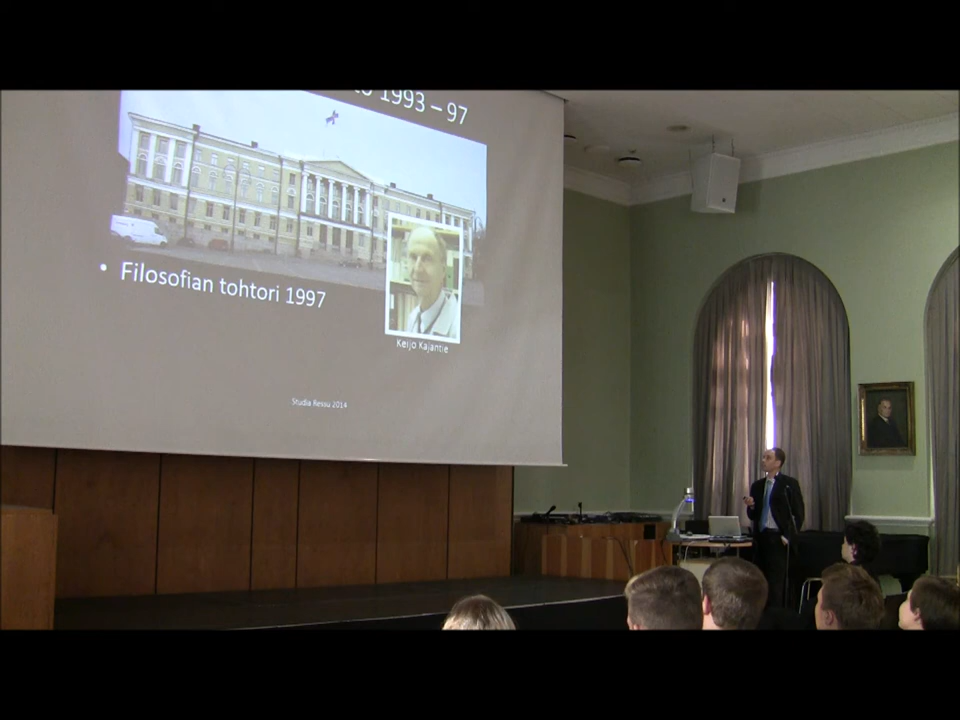 1993 – 97
• Filosofian tohtori 1997
Keijo Kajantie
Studia Ressu 2014